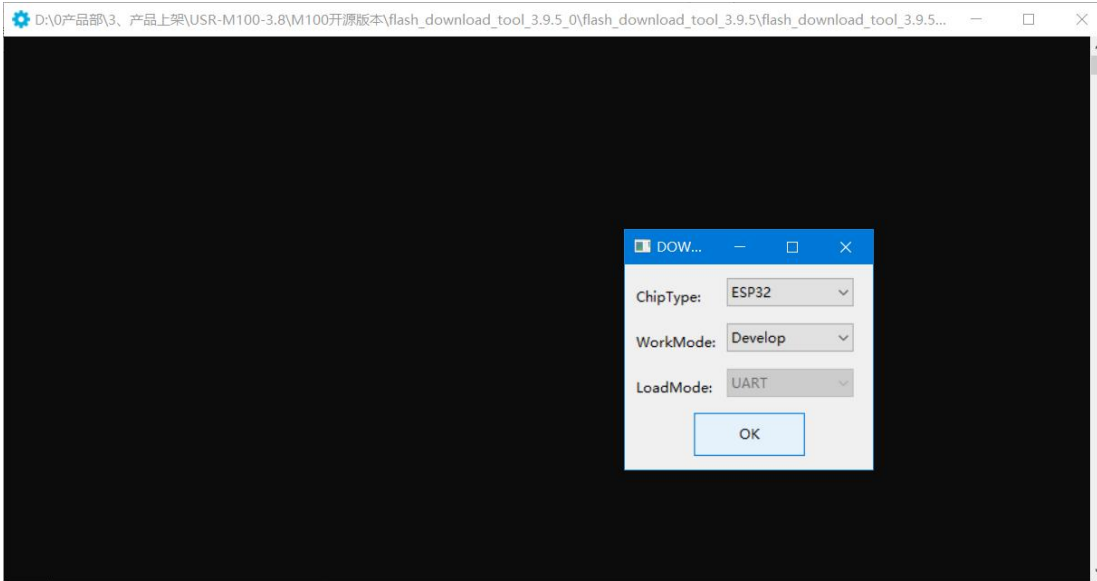 D:\0产品部\3、产品上架\USR-M100-3.8\M100开源版本\flash_download_tool_3.9.5_0\flash_download_tool_3.9.5\flash_download_tool_3.9.5...
DOW...
ChipType: ESP32
WorkMode: Develop
LoadMode: UART
OK